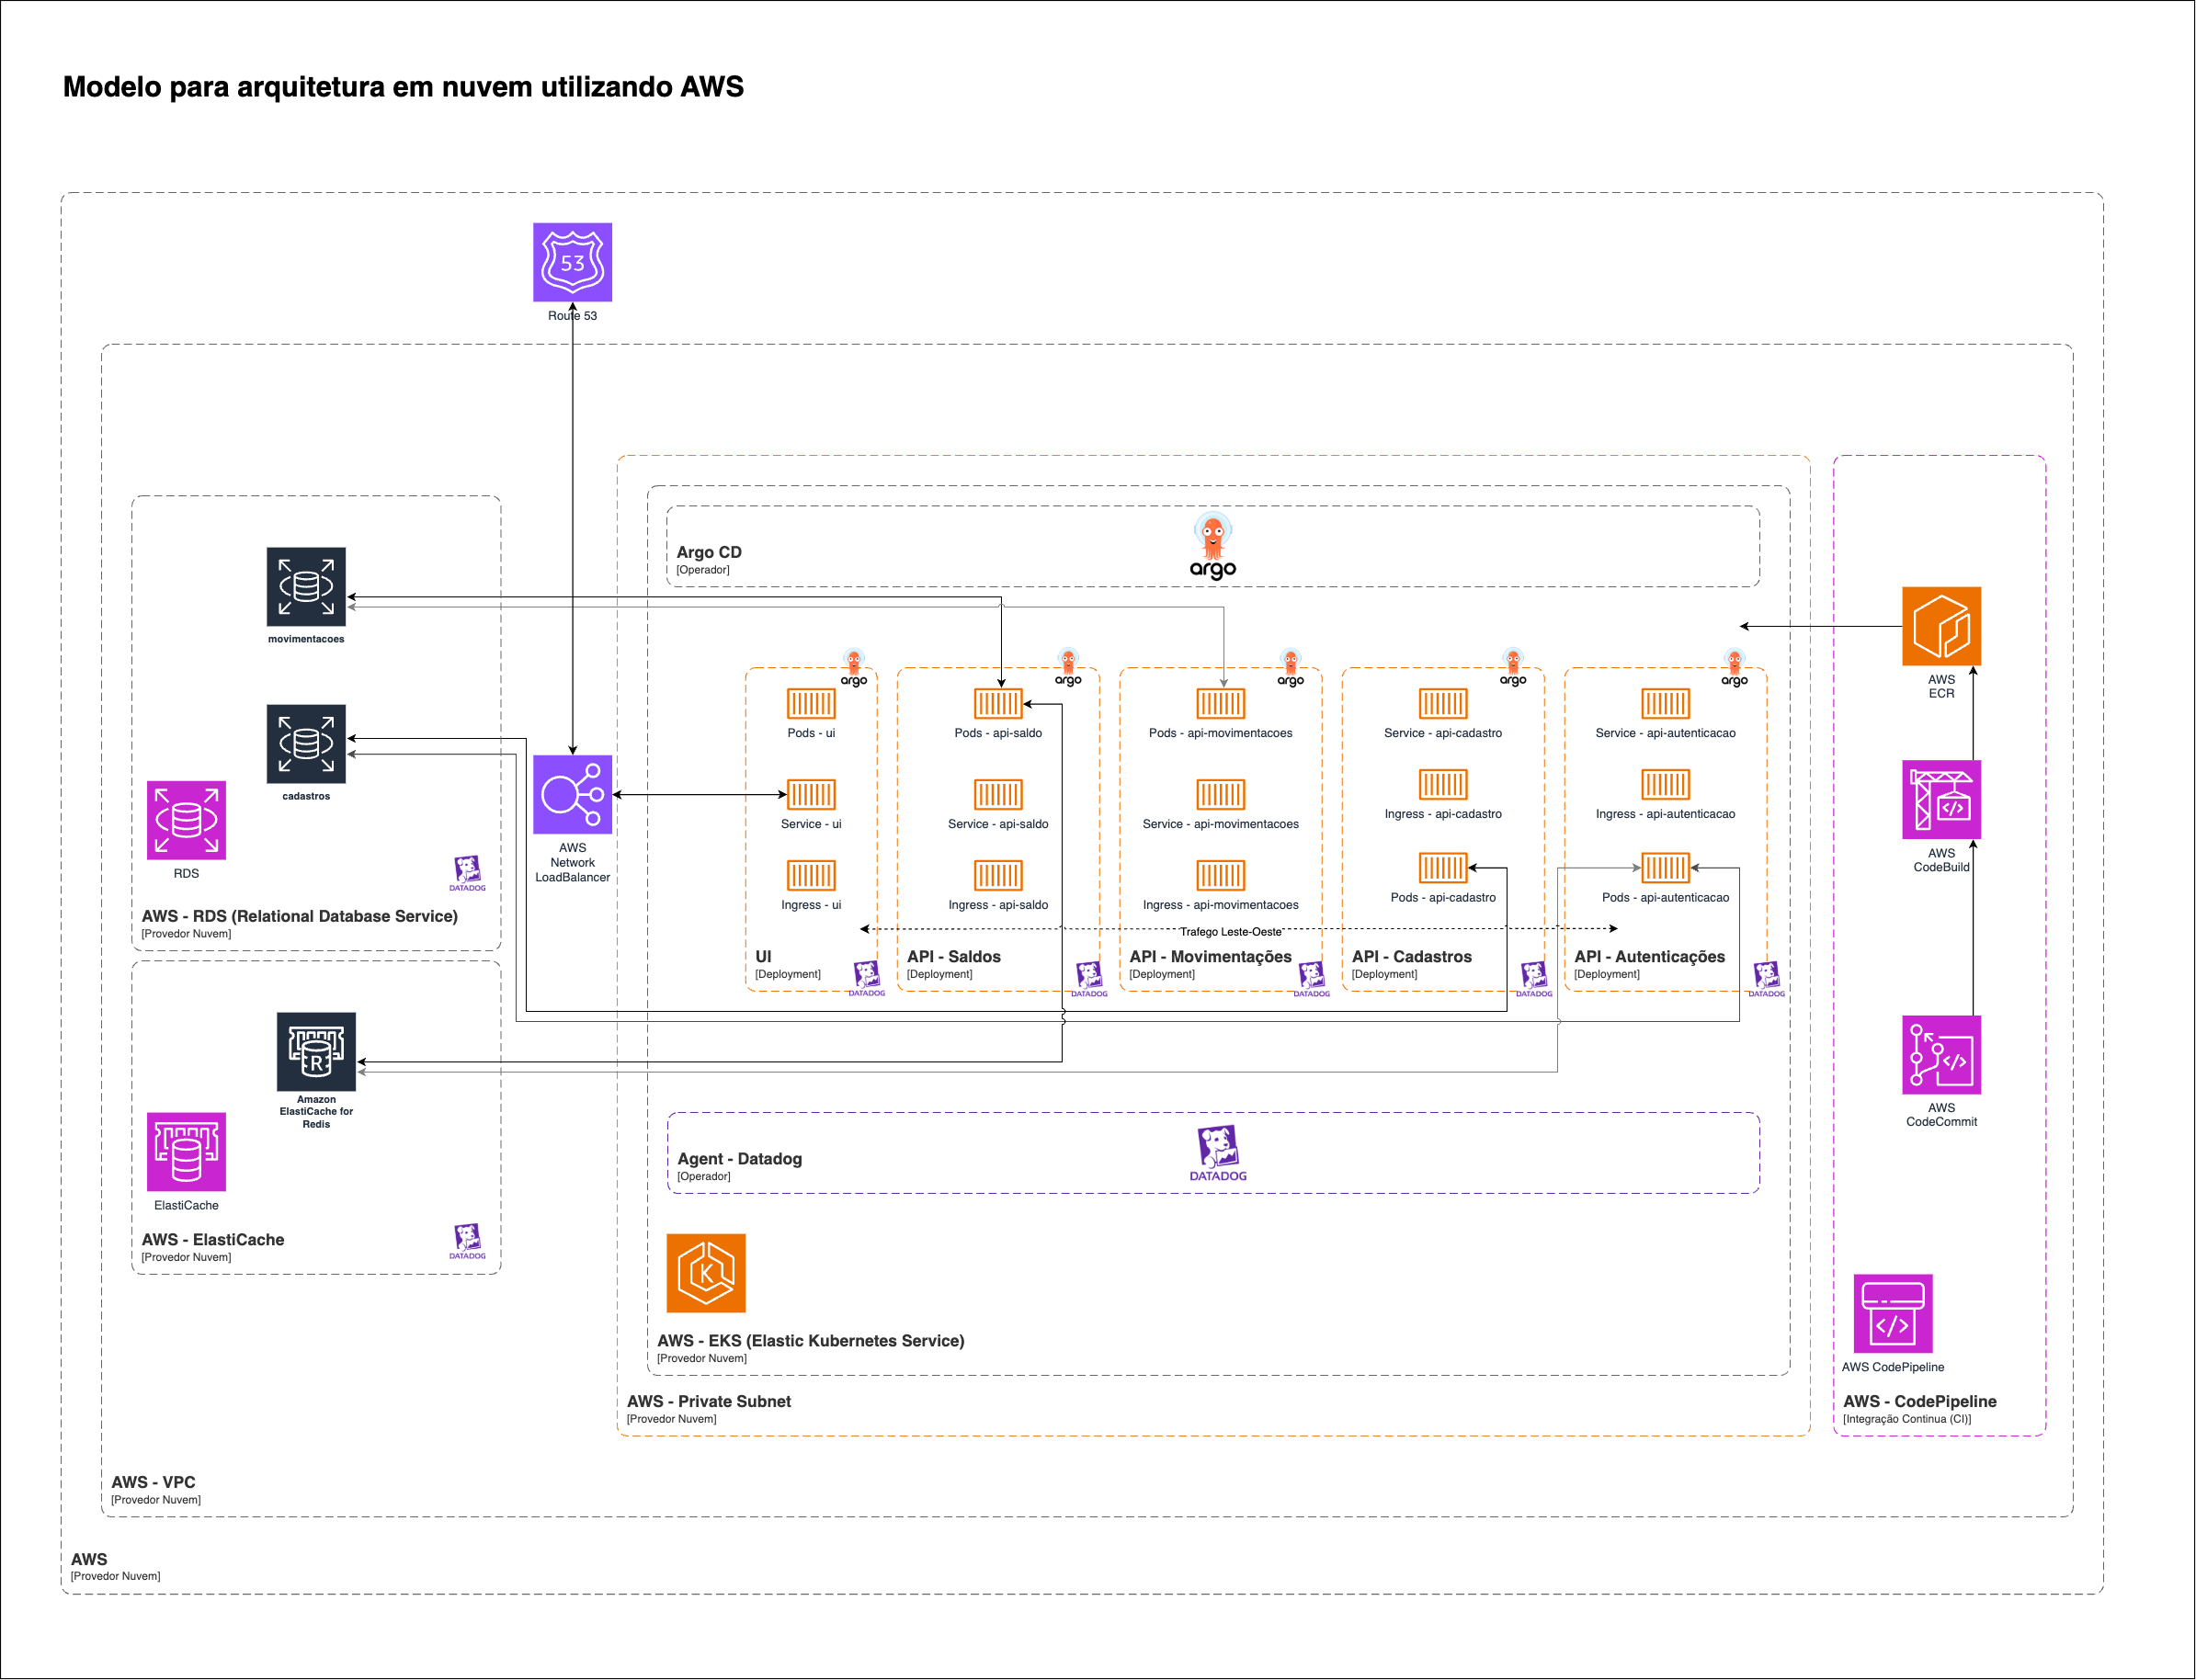 Modelo para arquitetura em nuvem utilizando AWS
53
Route 53
Argo CD
[Operador]
argo
movimentacoes
cadastros
RDS
DATADOG
AWS - RDS (Relational Database Service)
[Provedor Nuvem]
AWS
Network
LoadBalancer
argo
Pods - ui
Service - ui
Ingress - ui
UI
[Deployment]
DATADOG
argo
Pods - api-saldo
Service - api-saldo
Ingress - api-saldo
API - Saldos
[Deployment]
DATADOG
argo
Pods - api-movimentacoes
Service - api-movimentacoes
Ingress - api-movimentacoes
Trafego Leste-Oeste
API - Movimentações
[Deployment]
DATADOG
argo
Service - api-cadastro
Ingress - api-cadastro
Pods - api-cadastro
API - Cadastros
[Deployment]
DATADOG
argo
Service - api-autenticacao
Ingress - api-autenticacao
Pods - api-autenticacao
API - Autenticações
[Deployment]
DATADOG
AWS
ECR
AWS
CodeBuild
AWS
CodeCommit
AWS CodePipeline
AWS - CodePipeline
[Integração Continua (CI)]
R
Amazon
ElastiCache for
Redis
ElastiCache
AWS - ElastiCache
[Provedor Nuvem]
DATADOG
Agent - Datadog
[Operador]
DATADOG
K
AWS - EKS (Elastic Kubernetes Service)
[Provedor Nuvem]
AWS - Private Subnet
[Provedor Nuvem]
AWS - VPC
[Provedor Nuvem]
AWS
[Provedor Nuvem]